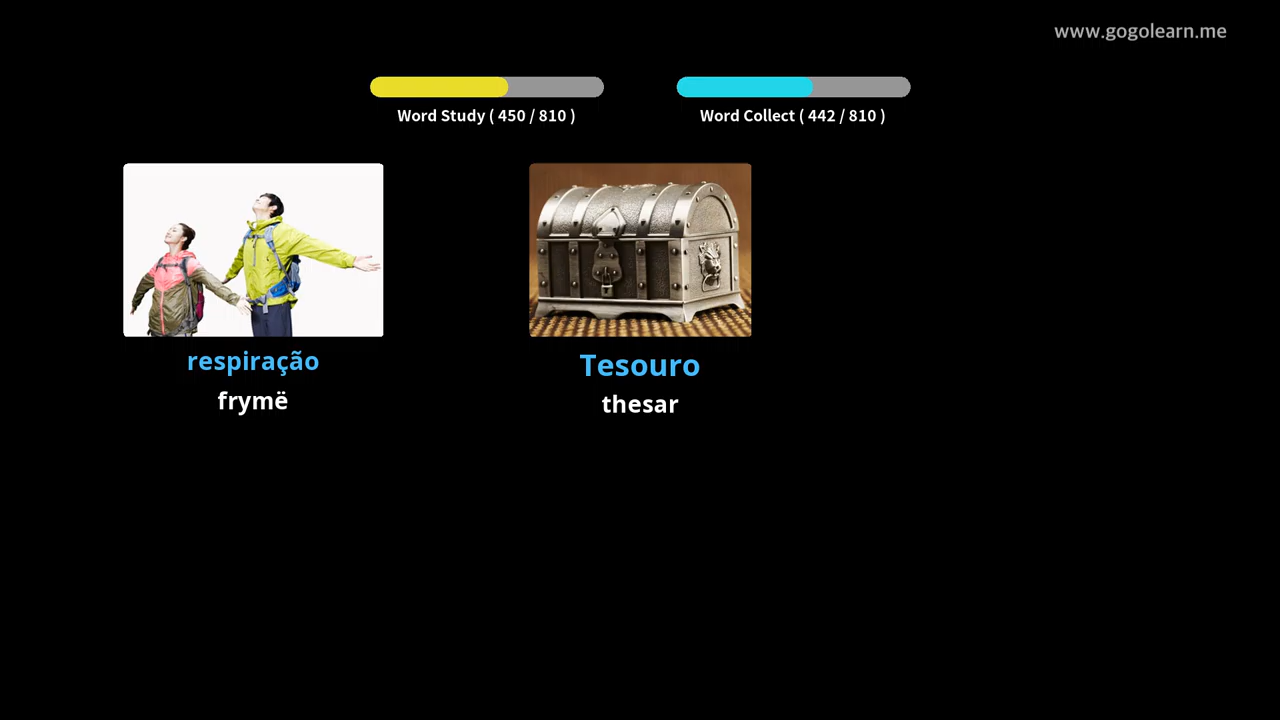 www.gogolearn.me
Word Study ( 450 / 810 )
Word Collect ( 442 / 810 )
respiração
frymë
Tesouro
thesar